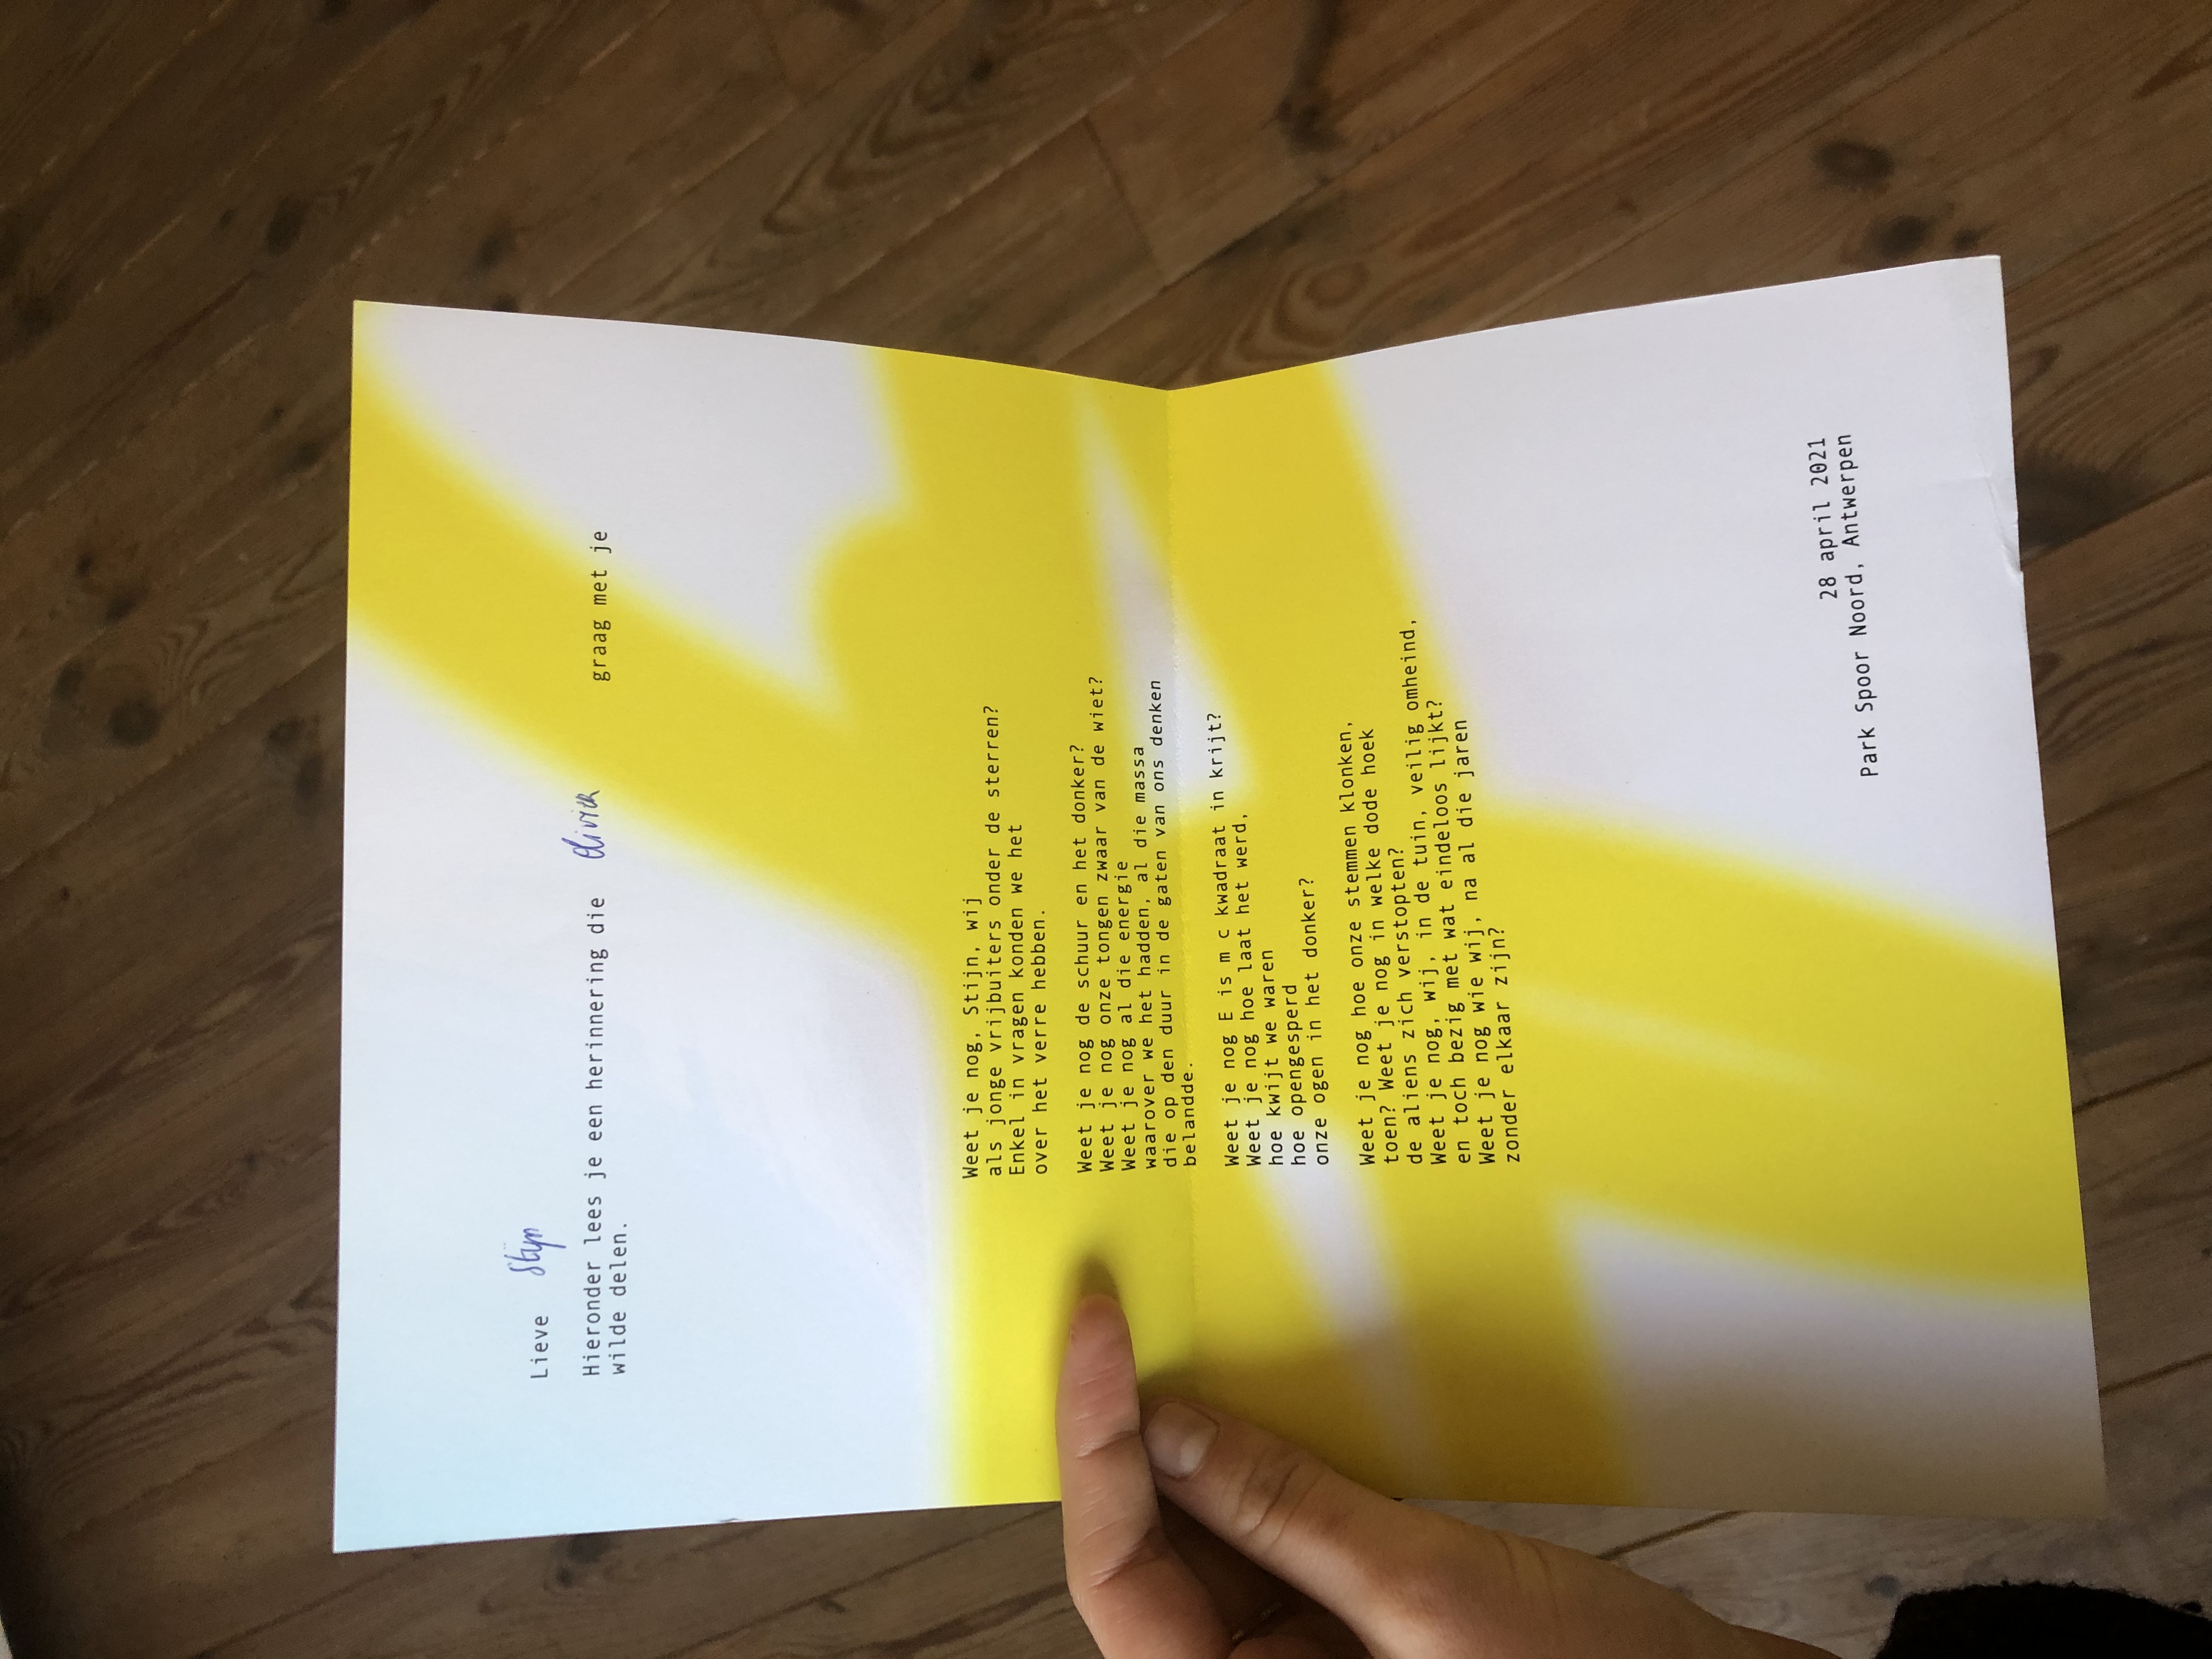 Lieve Stijn
Hieronder lees je een herinnering die Olivier graag met je
wilde delen.
Weet je nog, Stijn, wij
als jonge vrijbuiters onder de sterren?
Enkel in vragen konden we het
over het verre hebben.
Weet je nog de schuur en het donker?
Weet je nog onze tongen zwaar van de wiet?
Weet je nog al die energie
waarover we het hadden, al die massa
die op den duur in de gaten van ons denken
belandde.
Weet je nog E is m c kwadraat in krijt?
Weet je nog hoe laat het werd,
hoe kwijt we waren
hoe opengesperd
onze ogen in het donker?
Weet je nog hoe onze stemmen klonken,
toen? Weet je nog in welke dode hoek
de aliens zich verstopten?
Weet je nog, wij, in de tuin, veilig omheind,
en toch bezig met wat eindeloos lijkt?
Weet je nog wie wij, na al die jaren
zonder elkaar zijn?
28 april 2021
Park Spoor Noord, Antwerpen